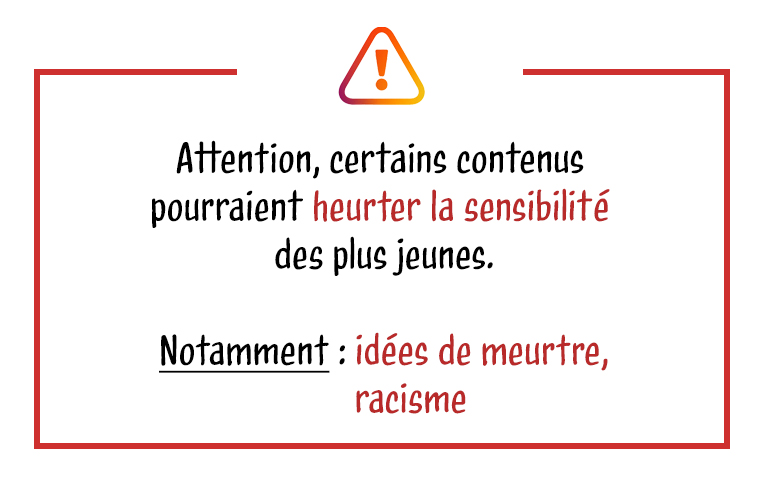 Attention, certains contenus
pourraient heurter la sensibilité
des plus jeunes.
Notamment : idées de meurtre,
racisme